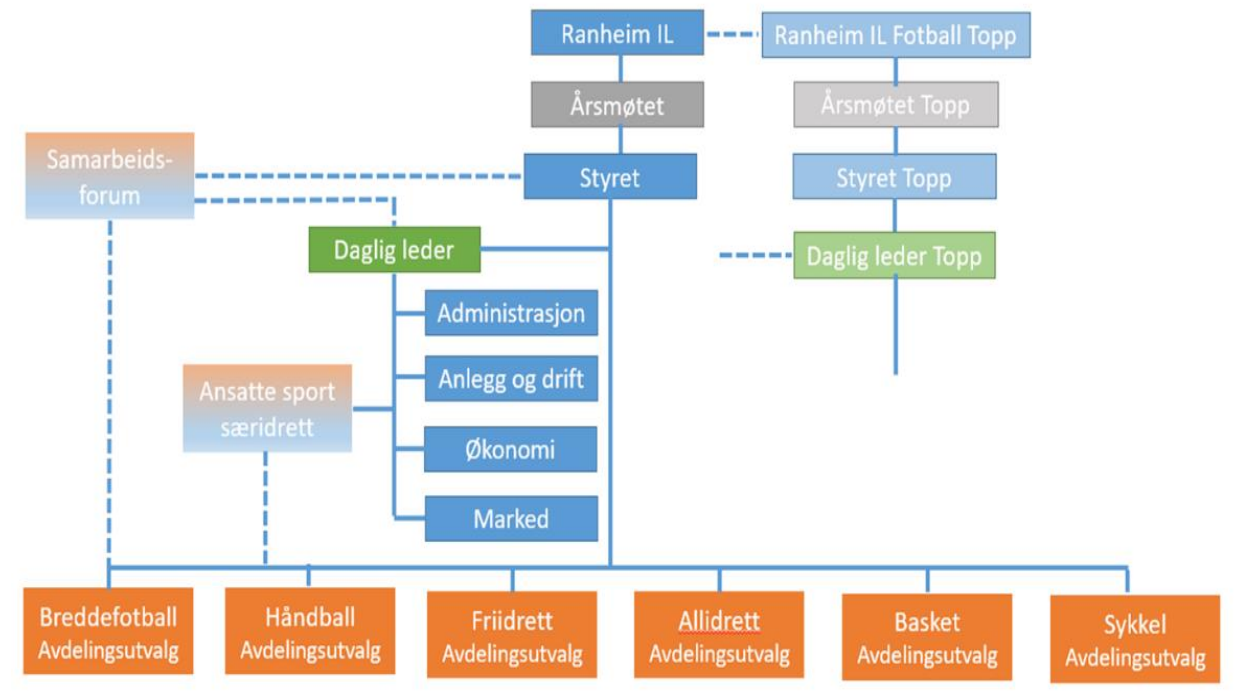 Ranheim IL
Ranheim IL Fotball Topp
Årsmøtet
Årsmøtet Topp
Samarbeids-
forum
Styret
Styret Topp
Daglig leder
Daglig leder Topp
Administrasjon
Anlegg og drift
Ansatte sport
særidrett
Økonomi
Marked
Breddefotball
Avdelingsutvalg
Håndball
Avdelingsutvalg
Friidrett
Avdelingsutvalg
Allidrett
Avdelingsutvalg
Basket
Avdelingsutvalg
Sykkel
Avdelingsutvalg